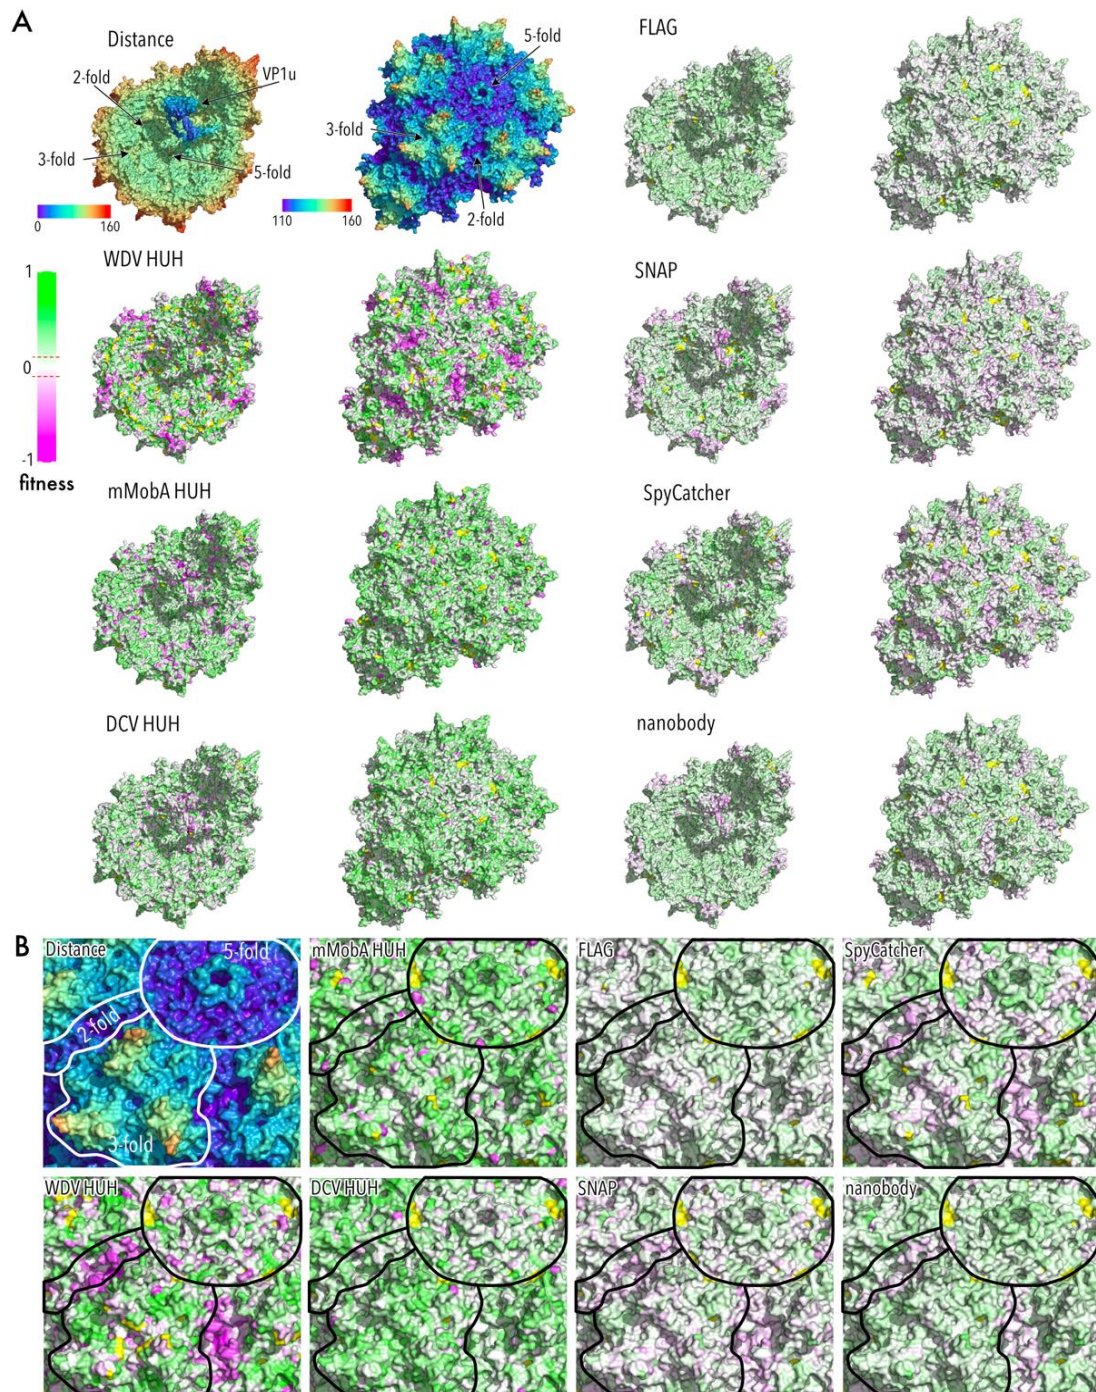 A
Distance
2-fold
VP1u
3-fold
5-fold
0
160
5-fold
3-fold
2-fold
110
160
FLAG
WDV HUH
1
0
-1
fitness
SNAP
mMobA HUH
SpyCatcher
DCV HUH
nanobody
B
Distance
5-fold
2-fold
3-fold
mMobA HUH
FLAG
SpyCatcher
WDV HUH
DCV HUH
SNAP
nanobody